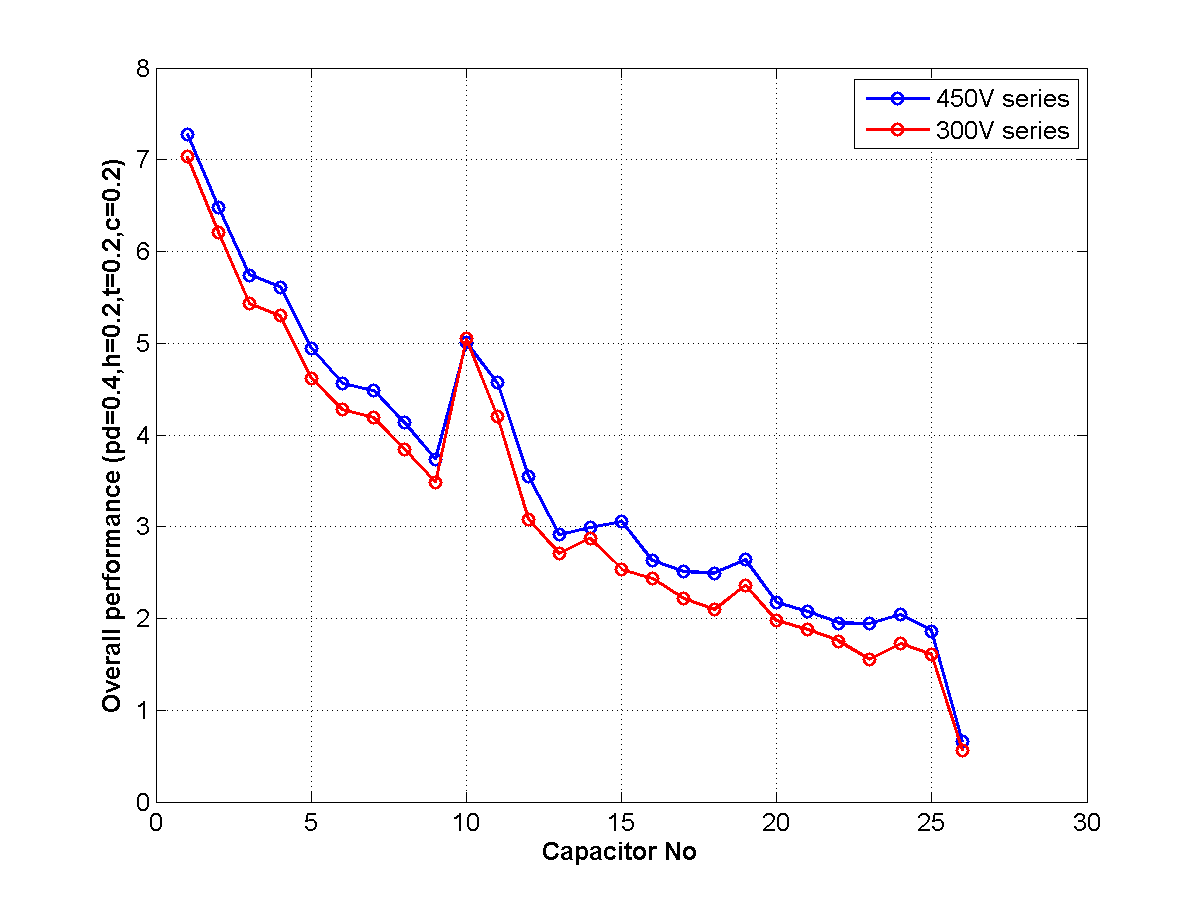 8
7
6
5
4
3
2
1
0
0 5 10 15 20 25 30
Overall performance (pd=0.4,h=0.2,t=0.2,c=0.2)
Capacitor No
450V series
300V series